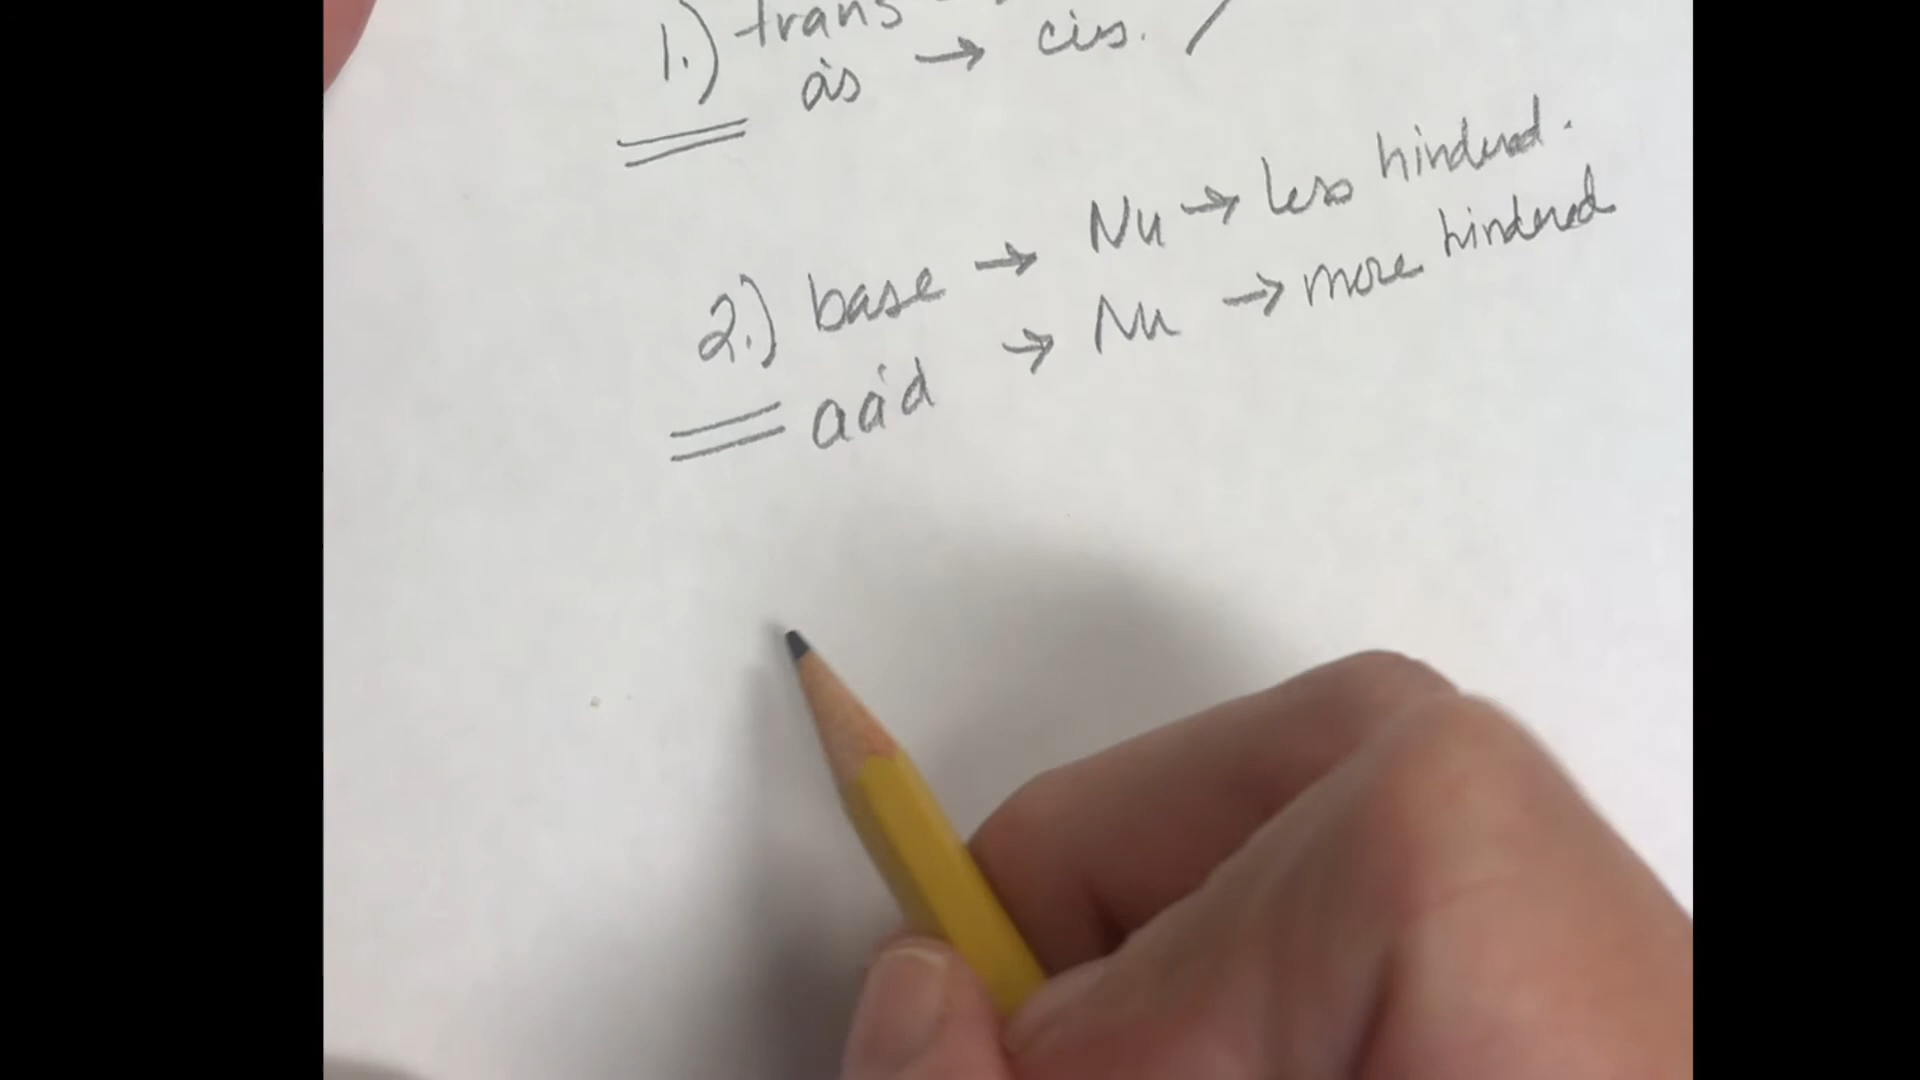 1.) trans
cis → cis.
2.) base → Nu → less hindered.
acid → Nu → more hindered